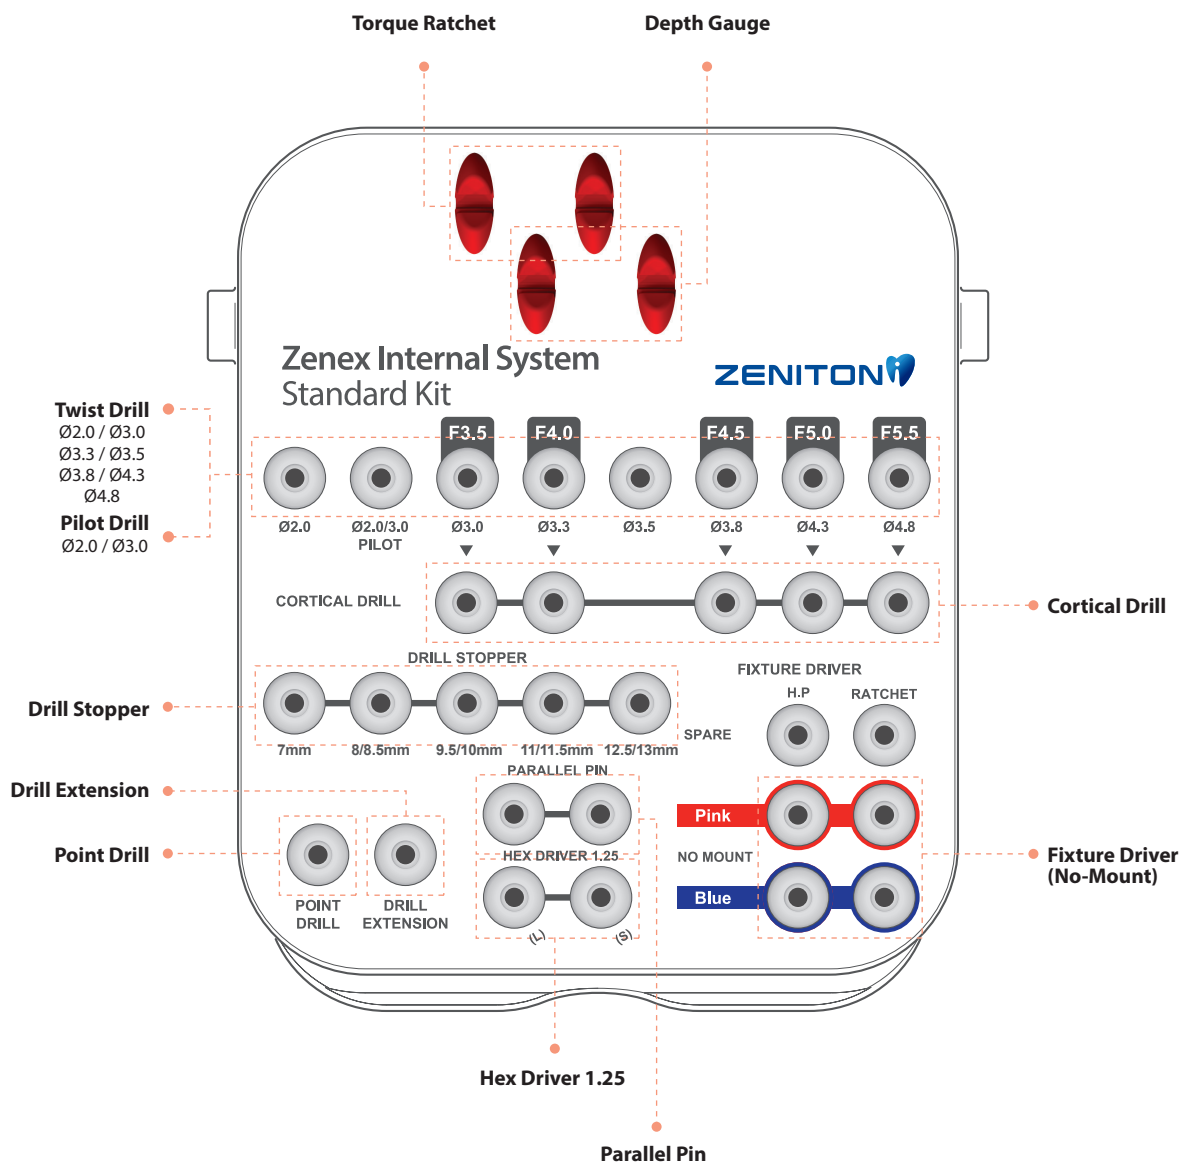 Torque Ratchet
Depth Gauge
Zenex Internal System
Standard Kit
ZENITON
Twist Drill
Ø2.0 / Ø3.0
Ø3.3 / Ø3.5
Ø3.8 / Ø4.3
Ø4.8
Pilot Drill
Ø2.0 / Ø3.0
F3.5 F4.0 F4.5 F5.0 F5.5
Ø2.0 Ø2.0/3.0 Ø3.0 Ø3.3 Ø3.5 Ø3.8 Ø4.3 Ø4.8
PILOT
CORTICAL DRILL
Cortical Drill
DRILL STOPPER
Drill Stopper
7mm 8/8.5mm 9.5/10mm 11/11.5mm 12.5/13mm
FIXTURE DRIVER
H.P RATCHET
SPARE
PARALLEL PIN
Drill Extension
Point Drill
POINT
DRILL
DRILL
EXTENSION
HEX DRIVER 1.25
(L) (S)
Pink
NO MOUNT
Blue
Fixture Driver
(No-Mount)
Hex Driver 1.25
Parallel Pin